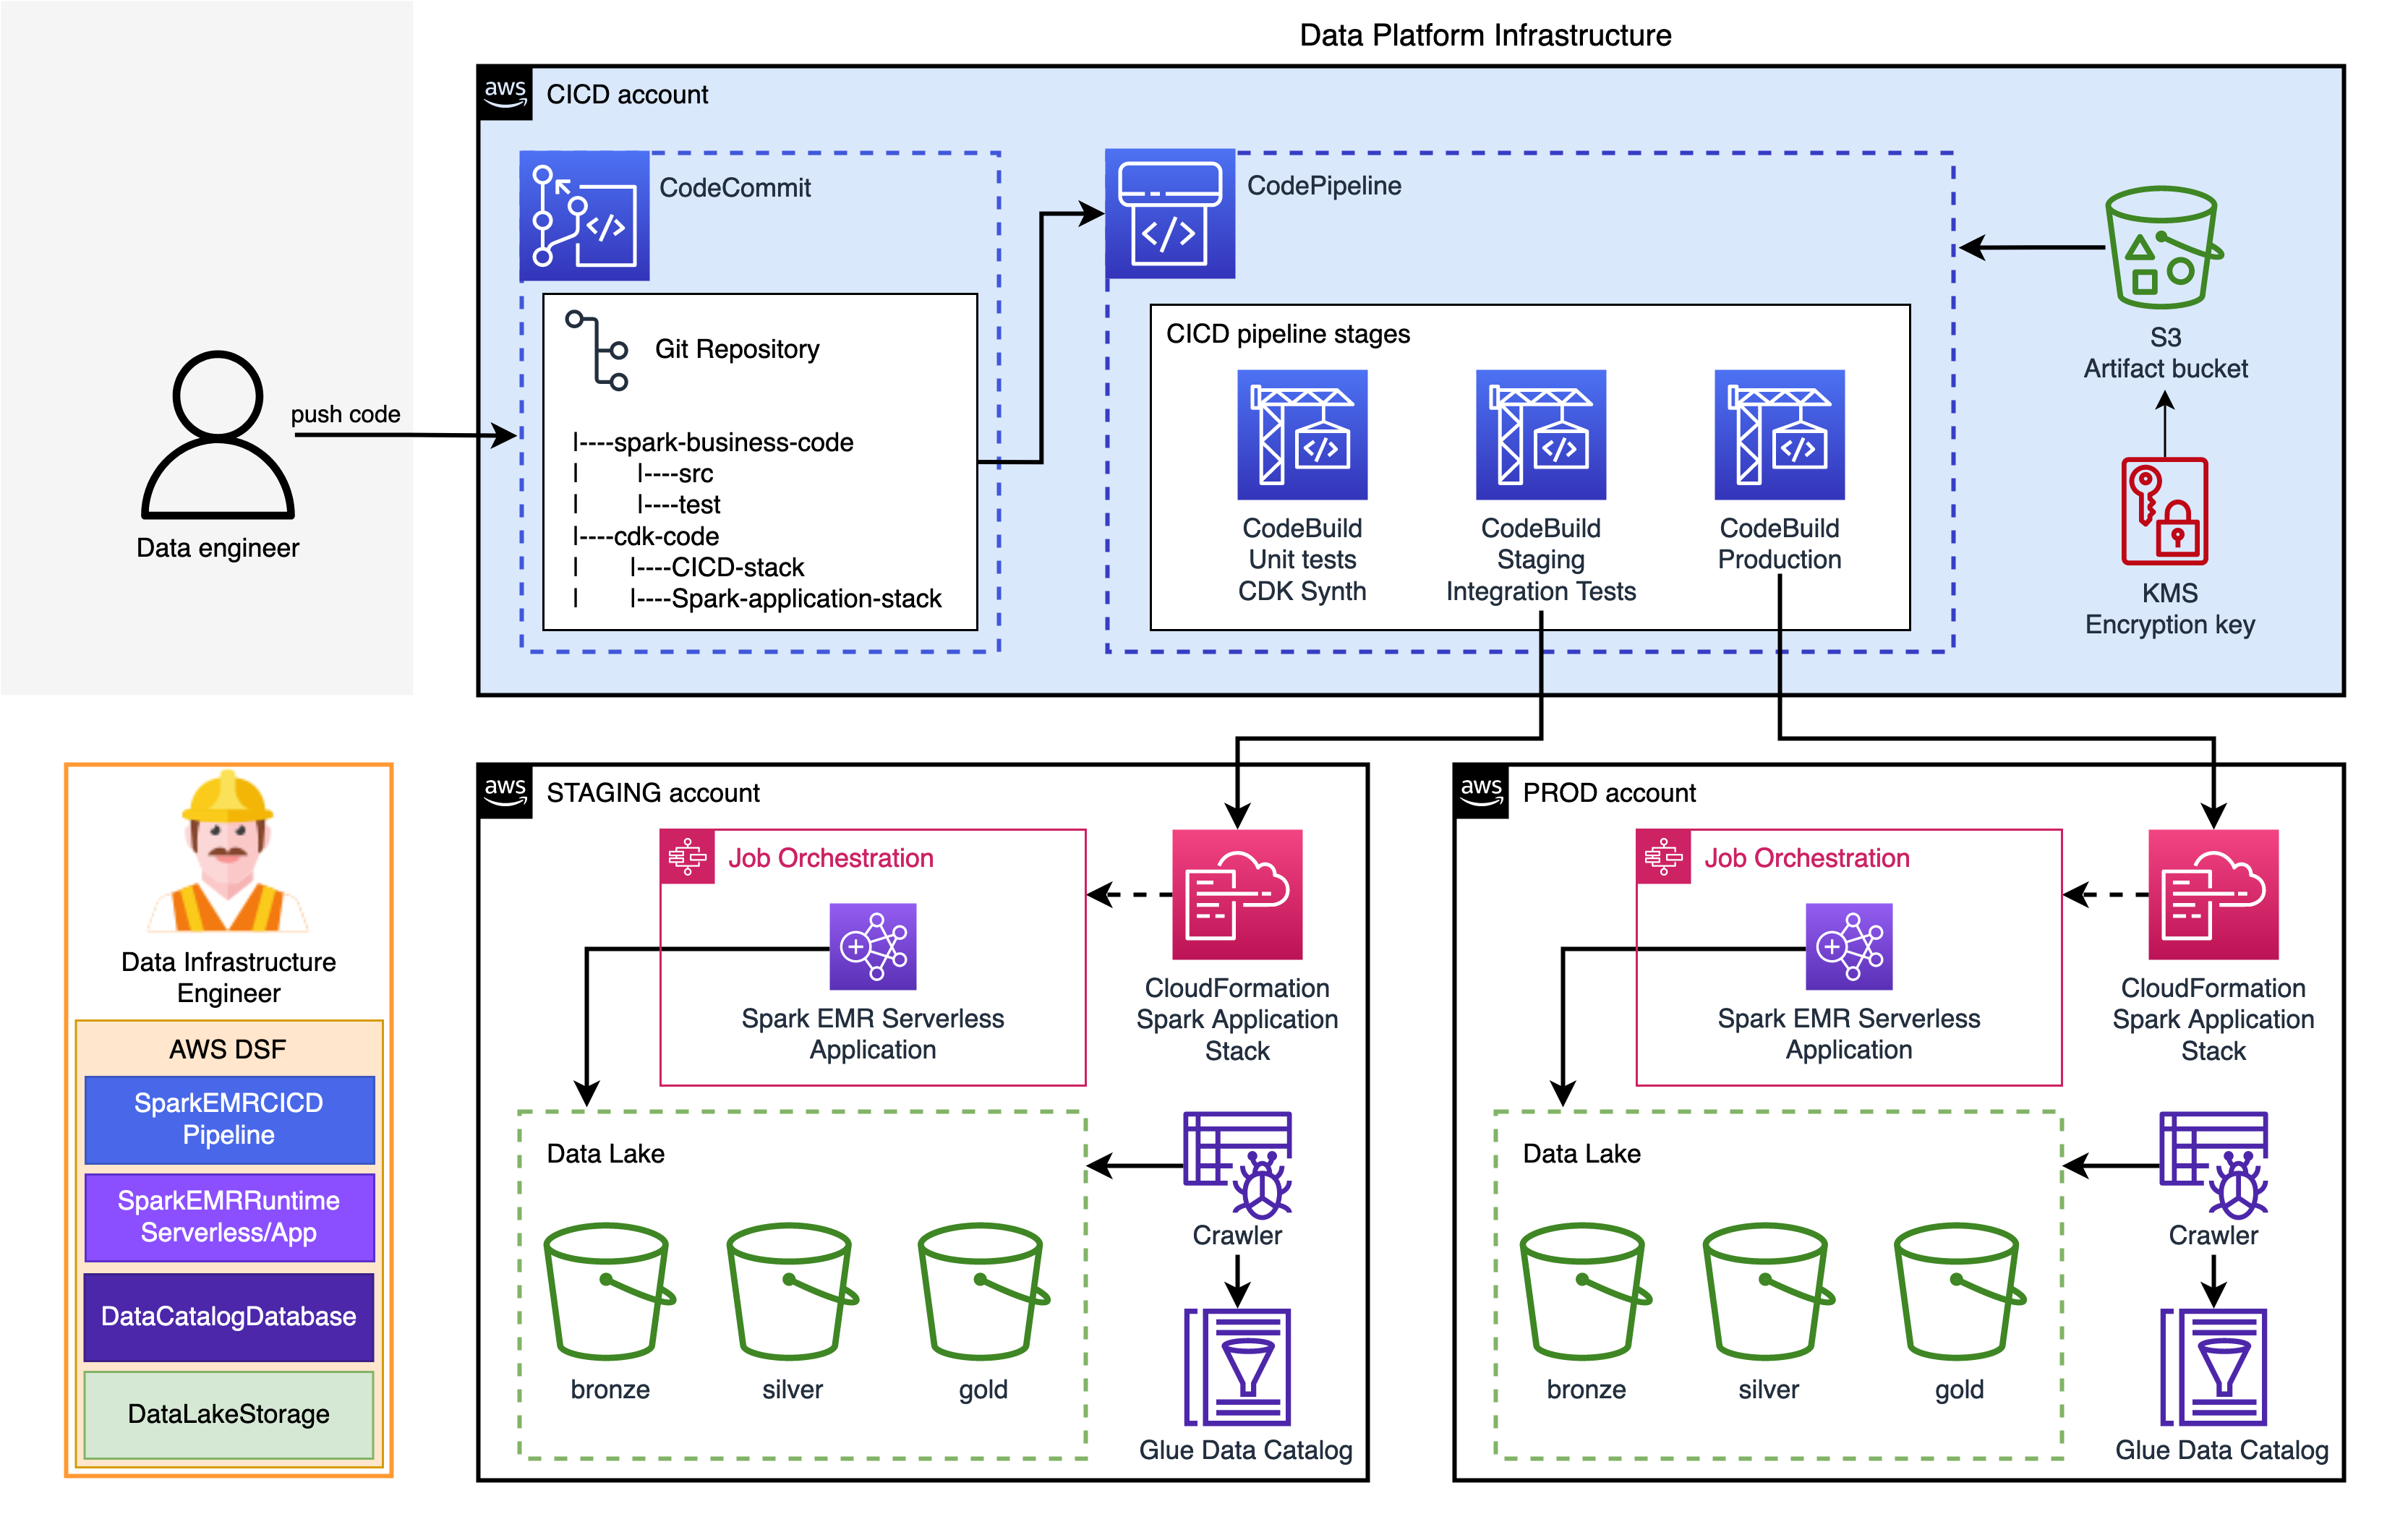 Data Platform Infrastructure
aws
CICD account
CodeCommit
CodePipeline
Git Repository
|----spark-business-code
| |----src
| |----test
|----cdk-code
| |----CICD-stack
| |----Spark-application-stack
CICD pipeline stages
CodeBuild
Unit tests
CDK Synth
CodeBuild
Staging
Integration Tests
CodeBuild
Production
S3
Artifact bucket
KMS
Encryption key
push code
Data engineer
Data Infrastructure
Engineer
AWS DSF
SparkEMRCICD
Pipeline
SparkEMRRuntime
Serverless/App
DataCatalogDatabase
DataLakeStorage
aws
STAGING account
Job Orchestration
Spark EMR Serverless
Application
CloudFormation
Spark Application
Stack
Data Lake
bronze
silver
gold
Crawler
Glue Data Catalog
aws
PROD account
Job Orchestration
Spark EMR Serverless
Application
CloudFormation
Spark Application
Stack
Data Lake
bronze
silver
gold
Crawler
Glue Data Catalog